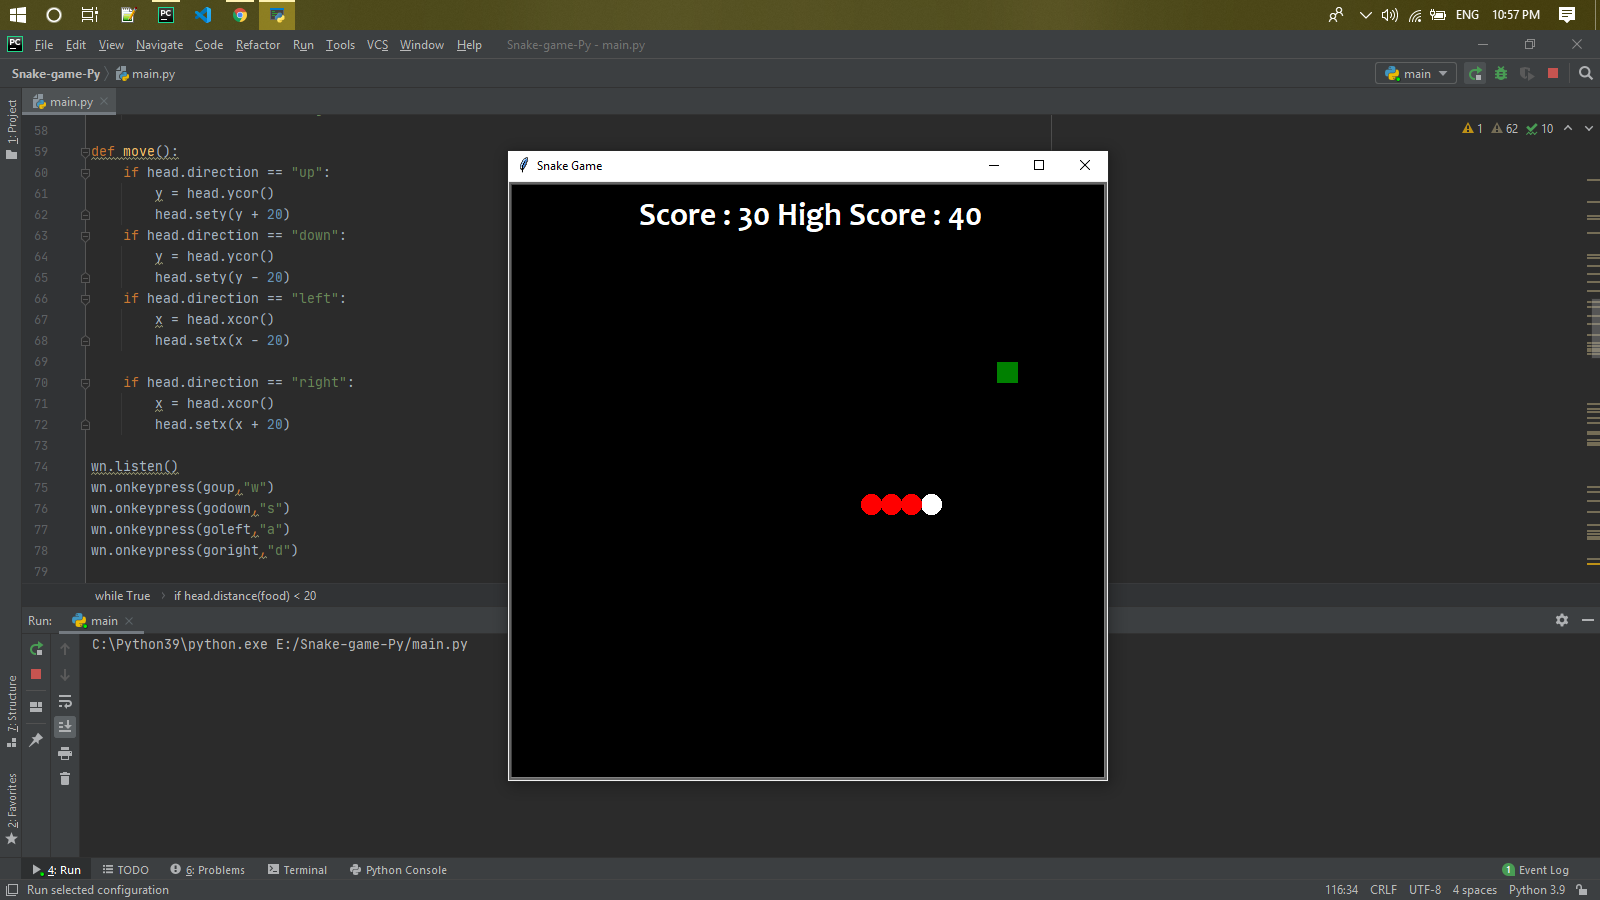 ENG 10:57 PM
PC File Edit View Navigate Code Refactor Run Tools VCS Window Help Snake-game-Py - main.py
Snake-game-Py main.py main
1: Project
main.py
58
59 def move():
60 if head.direction == "up":
61 y = head.ycor()
62 head.sety(y + 20)
63 if head.direction == "down":
64 y = head.ycor()
65 head.sety(y - 20)
66 if head.direction == "left":
67 x = head.xcor()
68 head.setx(x - 20)
69
70 if head.direction == "right":
71 x = head.xcor()
72 head.setx(x + 20)
73
74 wn.listen()
75 wn.onkeypress(goup,"w")
76 wn.onkeypress(godown,"s")
77 wn.onkeypress(goleft,"a")
78 wn.onkeypress(goright,"d")
79
1 62 10
while True if head.distance(food) < 20
Snake Game
Score : 30 High Score : 40
Run: main
C:\Python39\python.exe E:/Snake-game-Py/main.py
7: Structure
2: Favorites
4: Run TODO 6: Problems Terminal Python Console 1 Event Log
Run selected configuration 116:34 CRLF UTF-8 4 spaces Python 3.9